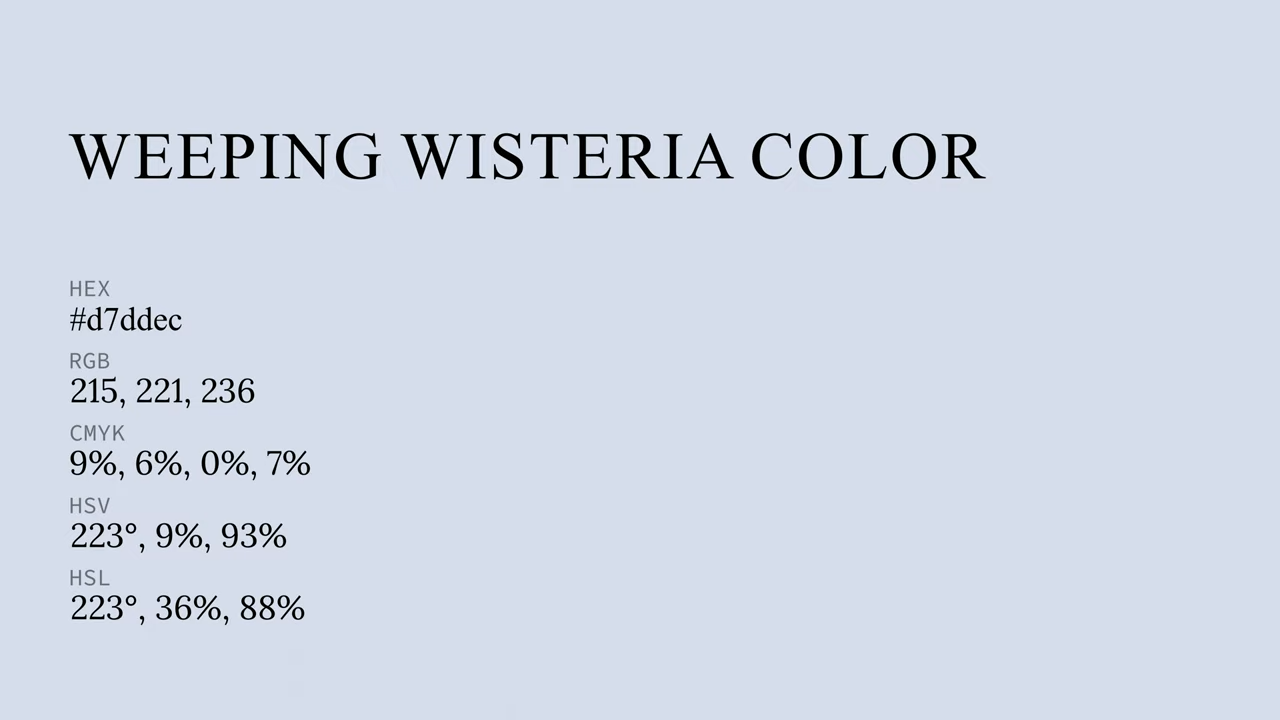 WEEPING WISTERIA COLOR
HEX
#d7ddec
RGB
215, 221, 236
CMYK
9%, 6%, 0%, 7%
HSV
223°, 9%, 93%
HSL
223°, 36%, 88%